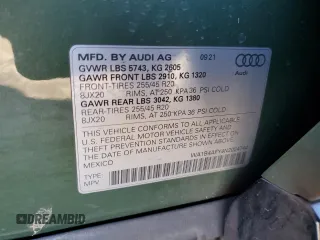 MFD. BY AUDI AG 09 21
GVWR LBS 5743, KG 2605
GAWR FRONT LBS 2910, KG 1320
FRONT-TIRES 255/45 R20
8JX20 RIMS, AT 250 KPA 36 PSI COLD
GAWR REAR LBS 3042, KG 1380
REAR-TIRES 255/45 R20
8JX20 RIMS, AT 250 KPA 36 PSI COLD
THIS VEHICLE CONFORMS TO ALL APPLICABLE
U.S. FEDERAL MOTOR VEHICLE SAFETY
AND THEFT PREVENTION STANDARDS IN EFFECT
ON THE DATE OF MANUFACTURE SHOWN ABOVE.
MEXICO
TYPE:
MPV
Audi